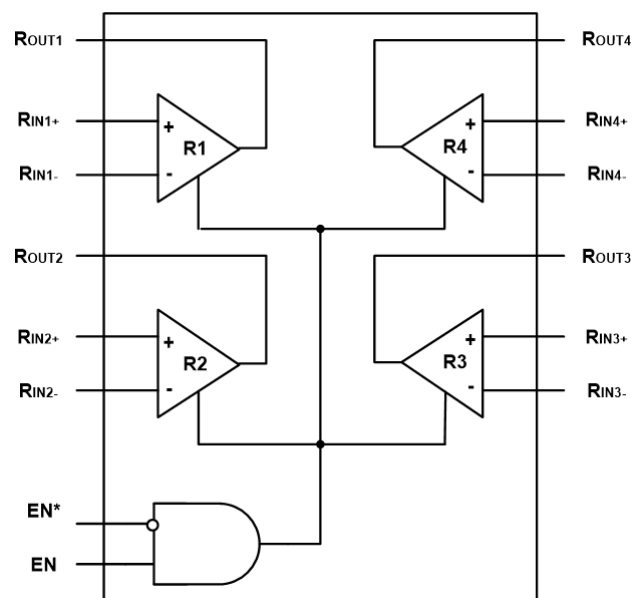 ROUT1
RIN1+
RIN1-
+
-
R1
ROUT4
RIN4+
RIN4-
+
-
R4
ROUT2
RIN2+
RIN2-
+
-
R2
ROUT3
RIN3+
RIN3-
+
-
R3
EN*
EN